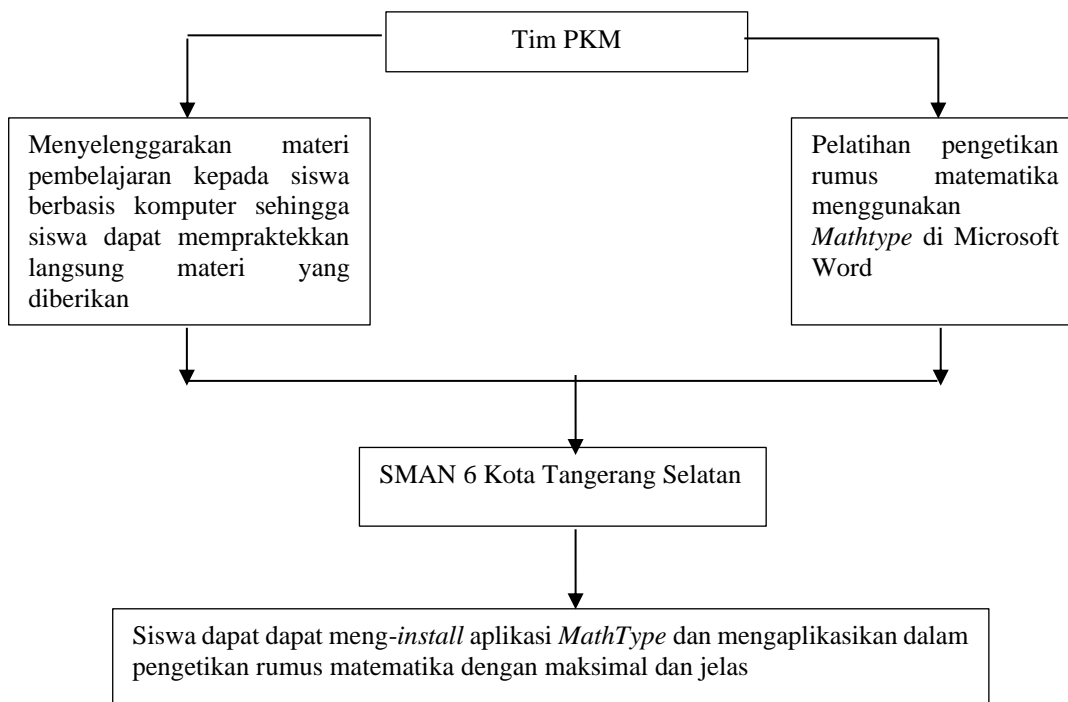 Tim PKM
Menyelenggarakan materi
pembelajaran kepada siswa
berbasis komputer sehingga
siswa dapat mempraktekkan
langsung materi yang
diberikan
Pelatihan pengetikan
rumus matematika
menggunakan
Mathtype di Microsoft
Word
SMAN 6 Kota Tangerang Selatan
Siswa dapat dapat meng-install aplikasi MathType dan mengaplikasikan dalam
pengetikan rumus matematika dengan maksimal dan jelas